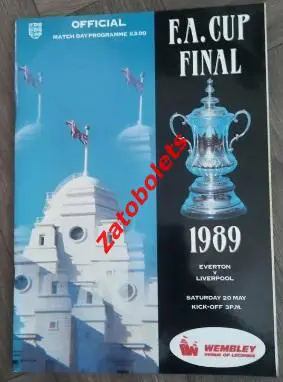 OFFICIAL
MATCH DAY PROGRAMME £3.00
F.A. CUP
FINAL
1989
EVERTON
v
LIVERPOOL
SATURDAY 20 MAY
KICK-OFF 3 P.M.
WEMBLEY
VENUE OF LEGENDS
Zatobolets